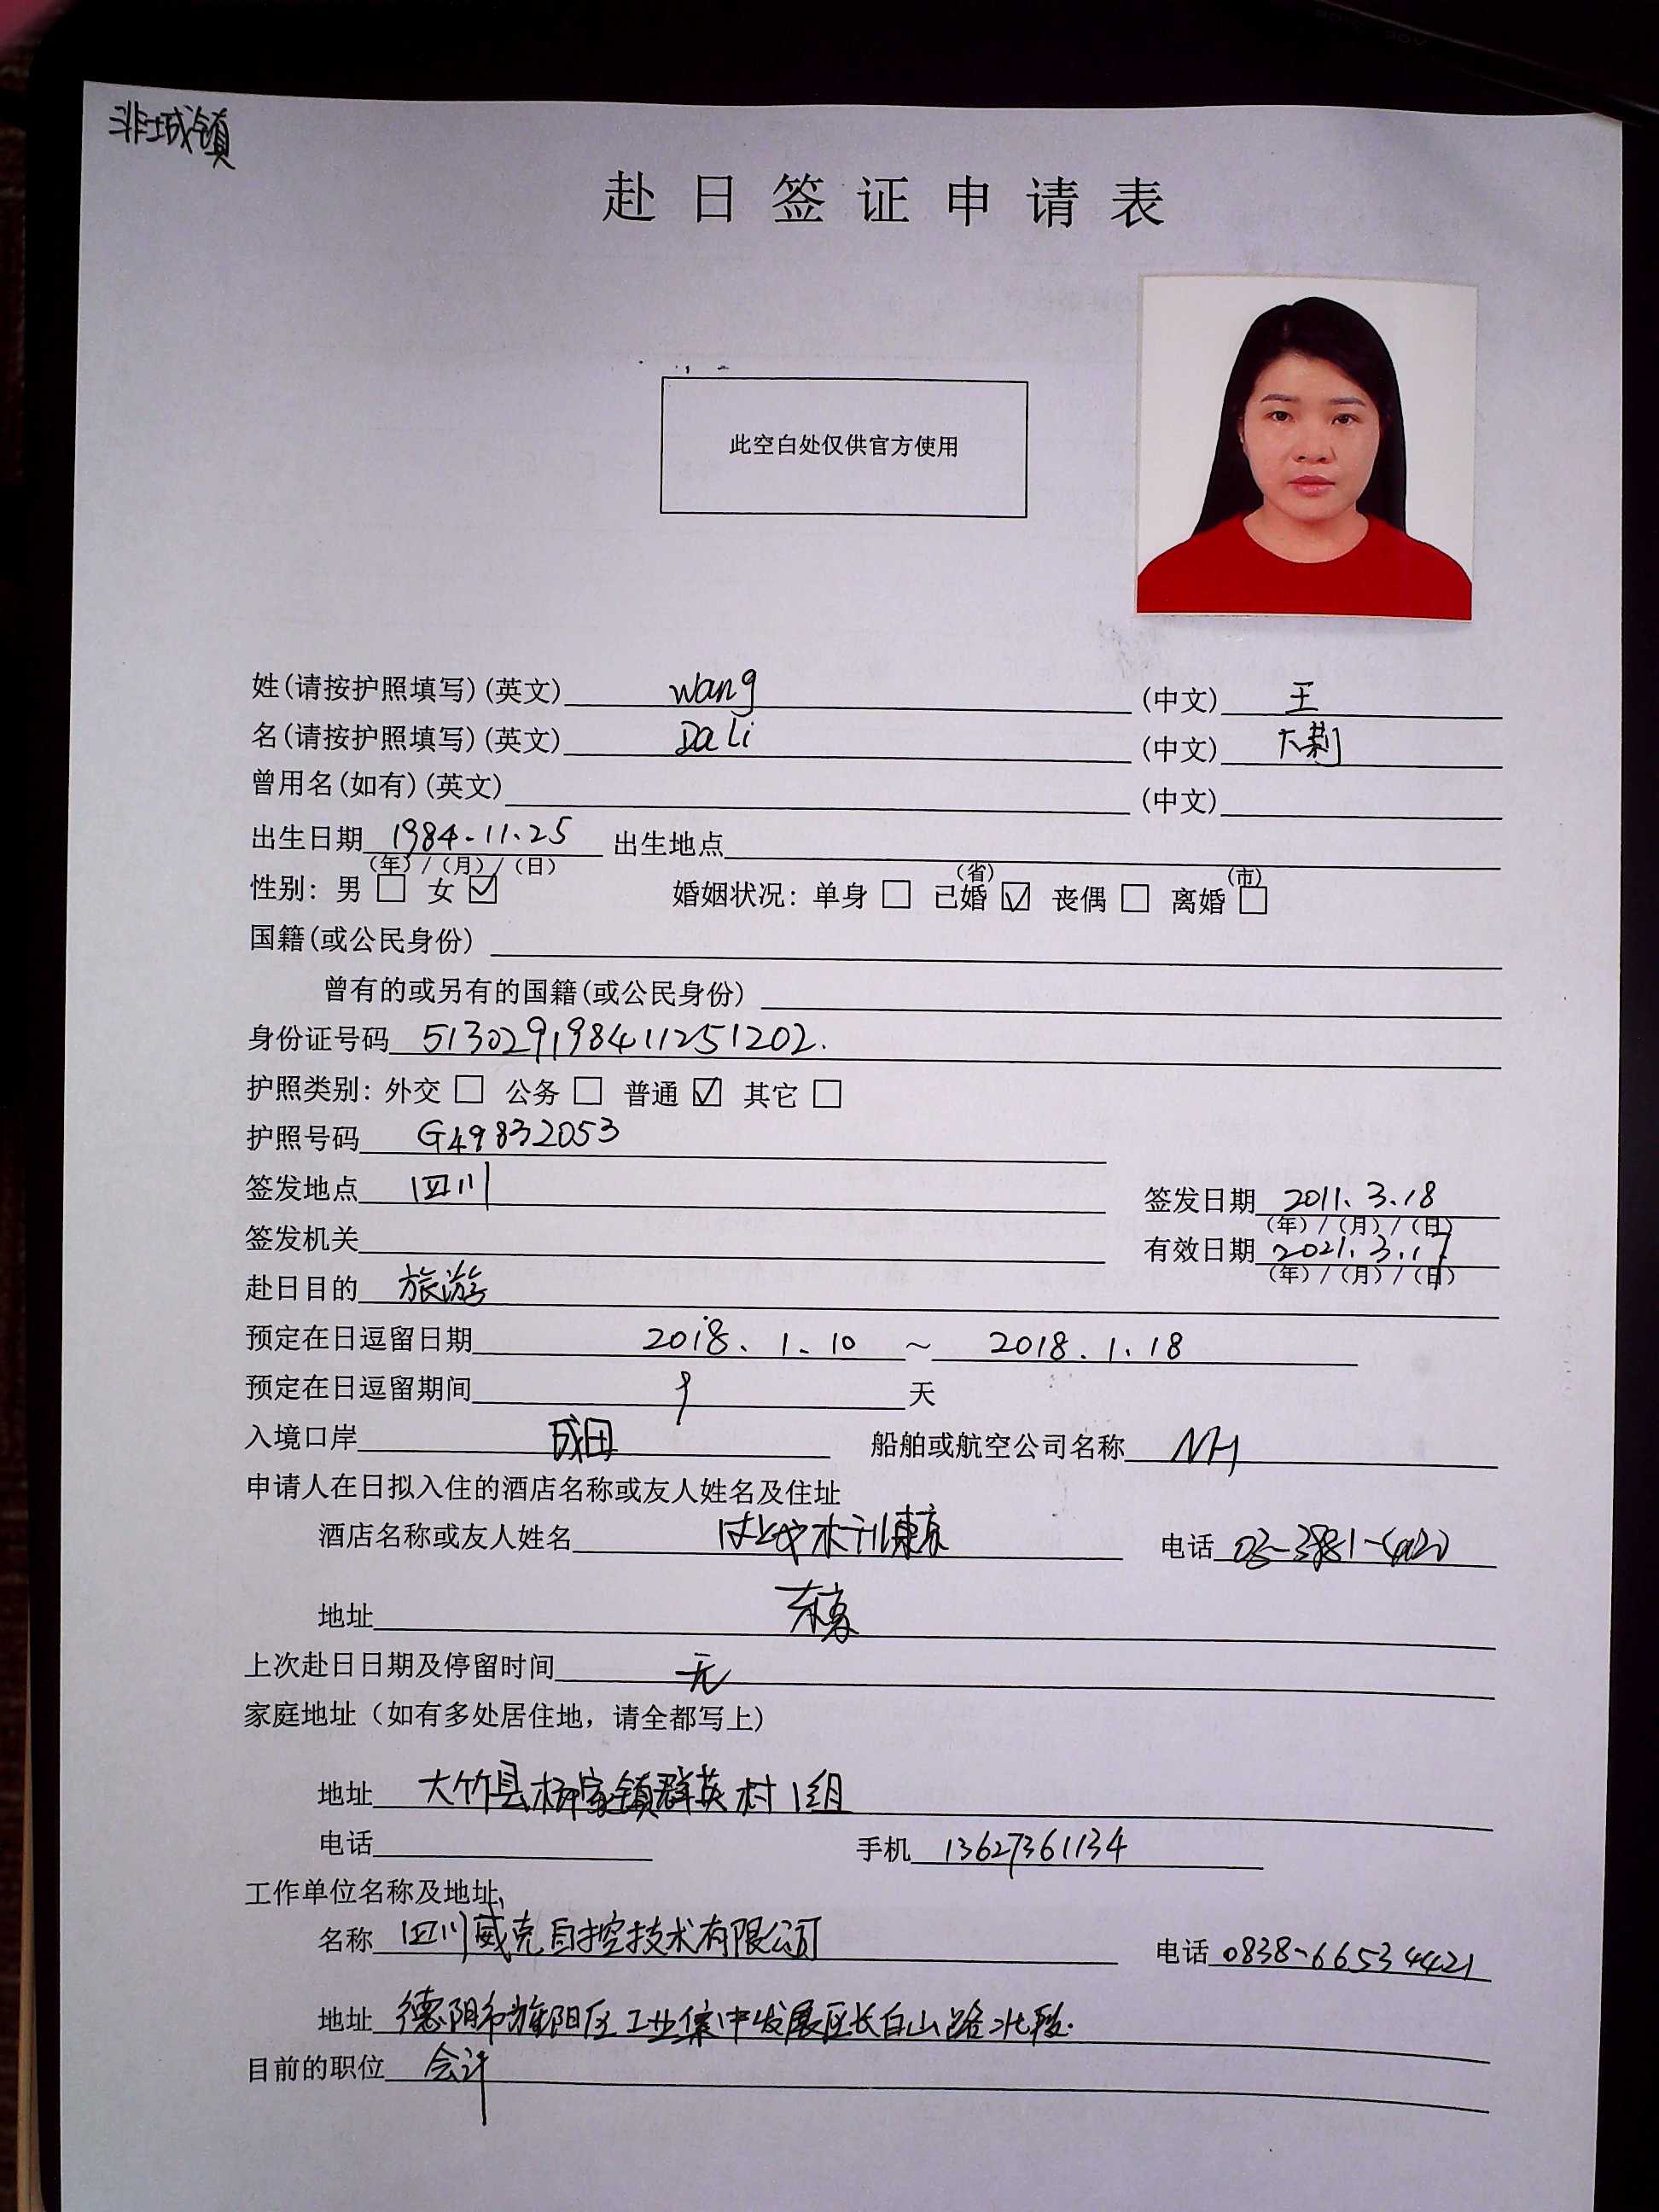 非城镇
赴日签证申请表
此空白处仅供官方使用
姓(请按护照填写)(英文) Wang (中文) 王
名(请按护照填写)(英文) Da Li (中文) 大莉
曾用名(如有)(英文) (中文)
出生日期 1984.11.25 出生地点
(年)/(月)/(日) (省) (市)
性别: 男 □ 女 ☑ 婚姻状况: 单身 □ 已婚 ☑ 丧偶 □ 离婚 □
国籍(或公民身份)
曾有的或另有的国籍(或公民身份)
身份证号码 513029198411251202.
护照类别: 外交 □ 公务 □ 普通 ☑ 其它 □
护照号码 G49832053
签发地点 四川 签发日期 2011.3.18
(年)/(月)/(日)
签发机关 有效日期 2021.3.17
(年)/(月)/(日)
赴日目的 旅游
预定在日逗留日期 2018.1.10 ~ 2018.1.18
预定在日逗留期间 9 天
入境口岸 成田 船舶或航空公司名称 NH
申请人在日拟入住的酒店名称或友人姓名及住址
酒店名称或友人姓名 东京 电话
地址 东京
上次赴日日期及停留时间 无
家庭地址（如有多处居住地，请全都写上)
地址 大竹县杨家镇群英村1组
电话 手机 13627361134
工作单位名称及地址
名称 四川威克自控技术有限公司 电话 0838-66534421
地址 德阳市旌阳区工业集中发展区长白山路北段.
目前的职位 会计